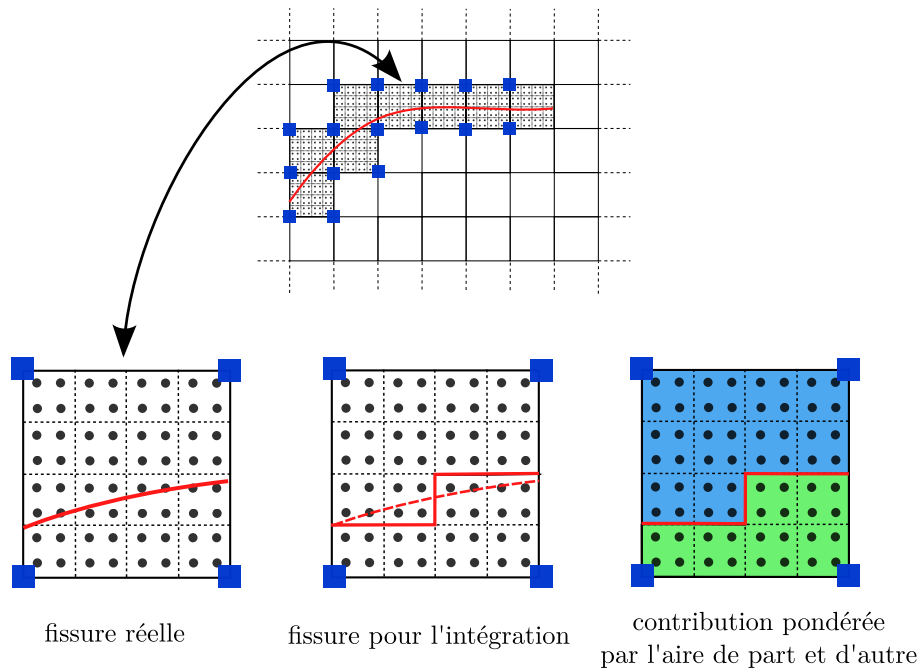 fissure réelle
fissure pour l'intégration
contribution pondérée
par l'aire de part et d'autre